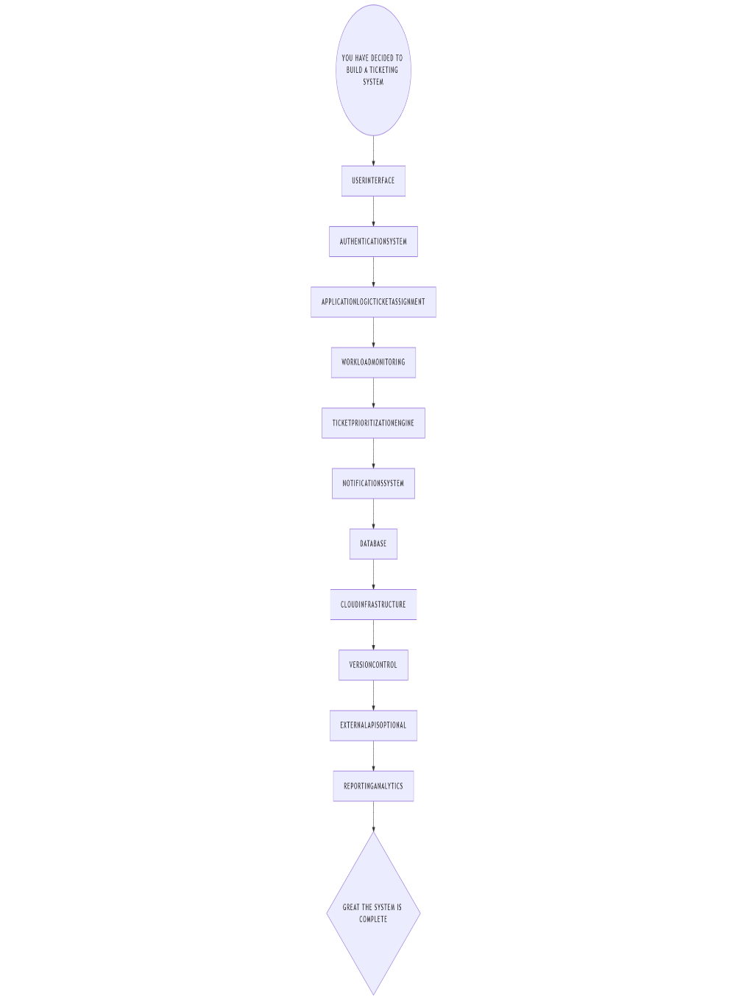 YOU HAVE DECIDED TO
BUILD A TICKETING
SYSTEM
USERINTERFACE
AUTHENTICATIONSYSTEM
APPLICATIONLOGICTICKETASSIGNMENT
WORKLOADMONITORING
TICKETPRIORITIZATIONENGINE
NOTIFICATIONSSYSTEM
DATABASE
CLOUDINFRASTRUCTURE
VERSIONCONTROL
EXTERNALAPISOPTIONAL
REPORTINGANALYTICS
GREAT THE SYSTEM IS
COMPLETE